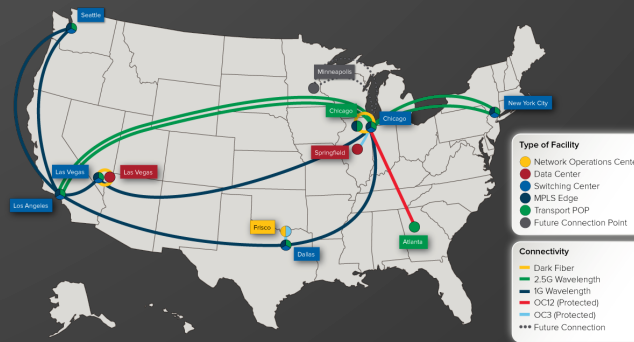 Seattle
Minneapolis
Chicago
Chicago
New York City
Springfield
Las Vegas
Las Vegas
Los Angeles
Frisco
Dallas
Atlanta
Type of Facility
Network Operations Cente
Data Center
Switching Center
MPLS Edge
Transport POP
Future Connection Point
Connectivity
Dark Fiber
2.5G Wavelength
1G Wavelength
OC12 (Protected)
OC3 (Protected)
Future Connection